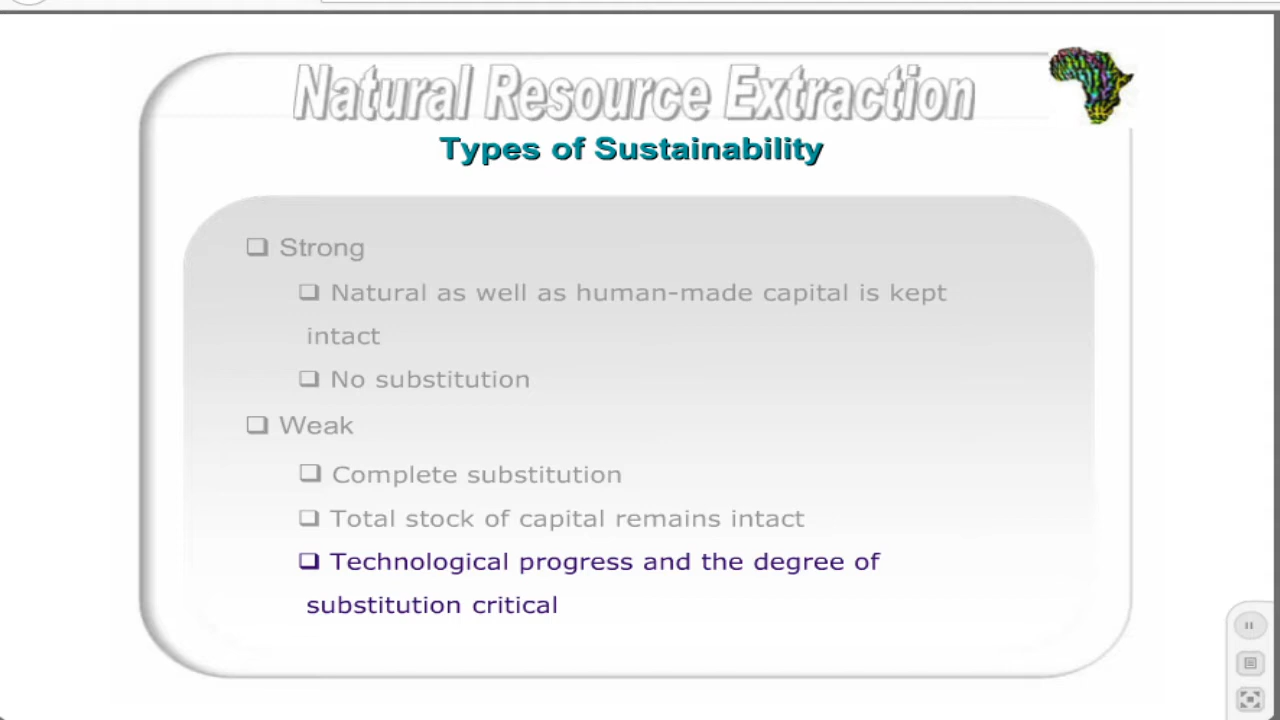 Natural Resource Extraction
Types of Sustainability
❑ Strong
❑ Natural as well as human-made capital is kept
intact
❑ No substitution
❑ Weak
❑ Complete substitution
❑ Total stock of capital remains intact
❑ Technological progress and the degree of
substitution critical